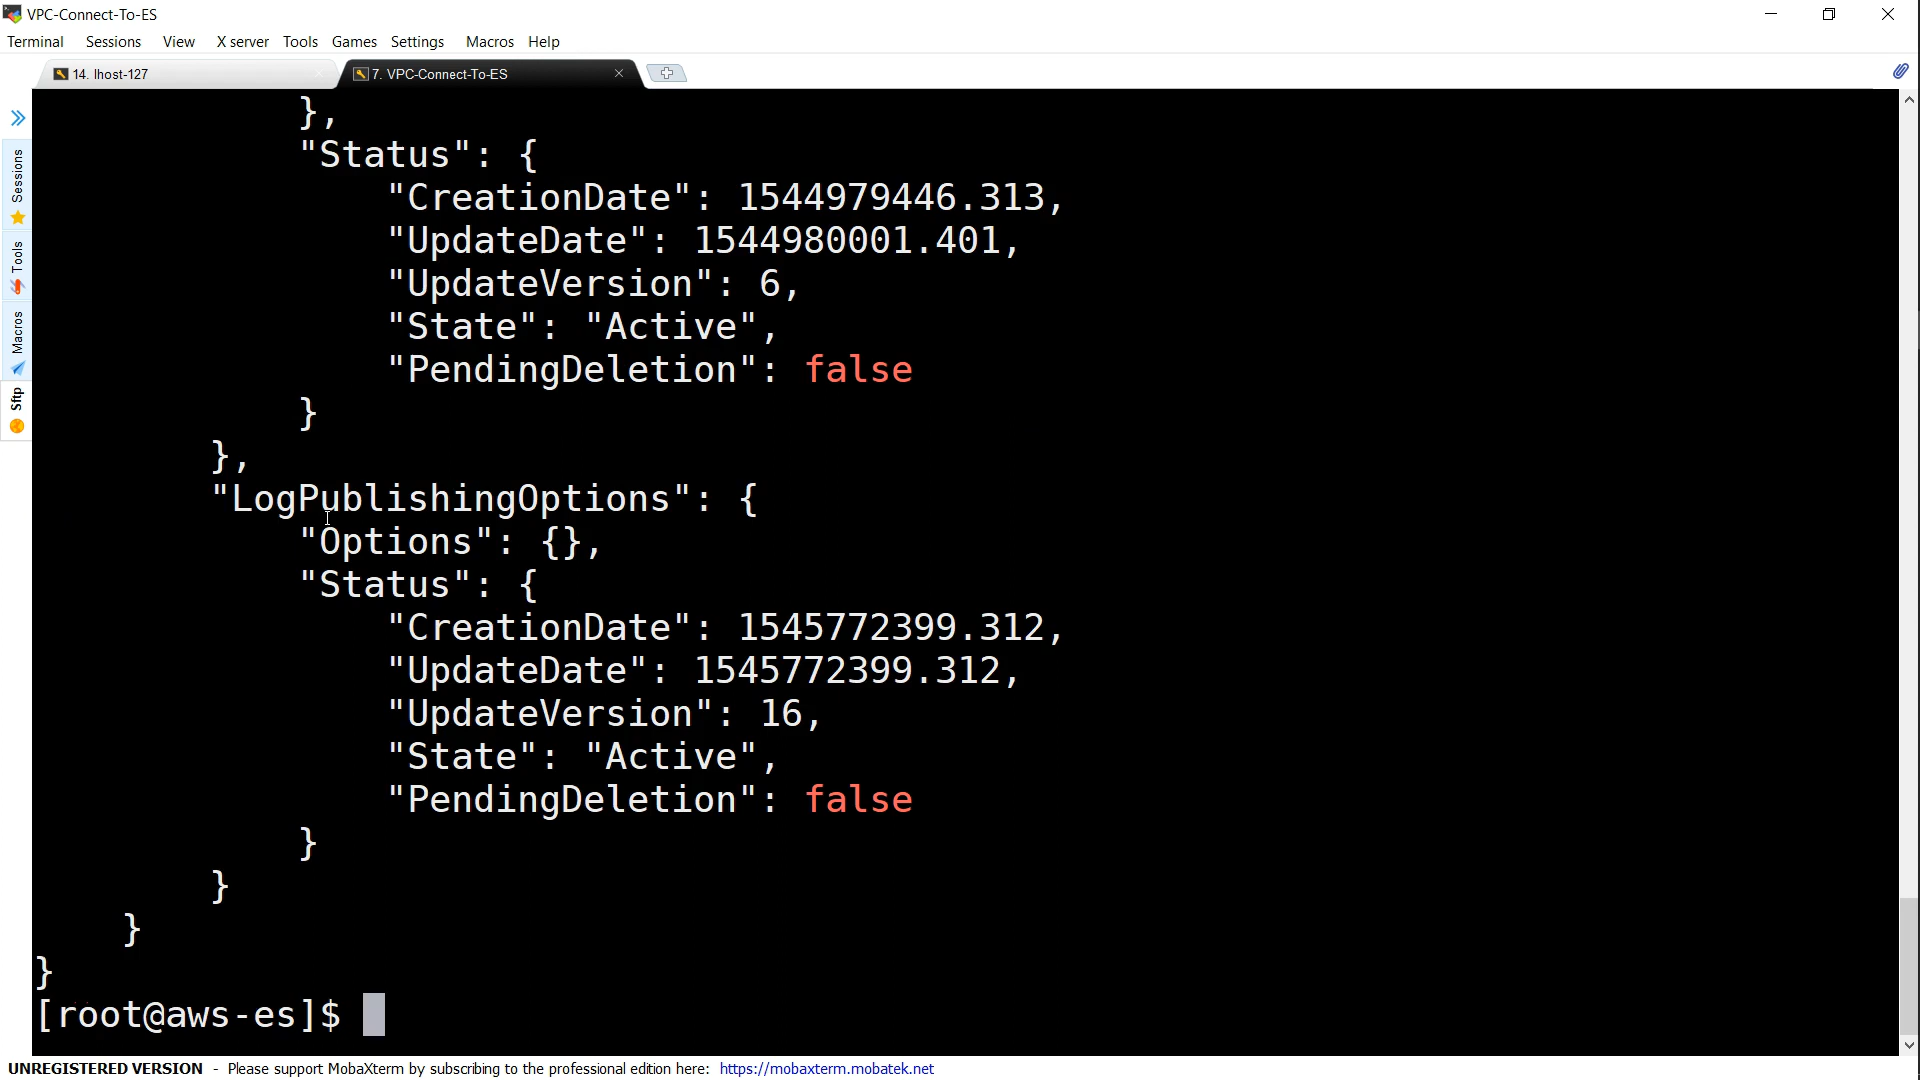 VPC-Connect-To-ES
Terminal Sessions View X server Tools Games Settings Macros Help
14. lhost-127
7. VPC-Connect-To-ES
Sessions
Tools
Macros
Sftp
},
"Status": {
"CreationDate": 1544979446.313,
"UpdateDate": 1544980001.401,
"UpdateVersion": 6,
"State": "Active",
"PendingDeletion": false
}
},
"LogPublishingOptions": {
"Options": {},
"Status": {
"CreationDate": 1545772399.312,
"UpdateDate": 1545772399.312,
"UpdateVersion": 16,
"State": "Active",
"PendingDeletion": false
}
}
}
}
[root@aws-es]$
UNREGISTERED VERSION - Please support MobaXterm by subscribing to the professional edition here: https://mobaxterm.mobatek.net